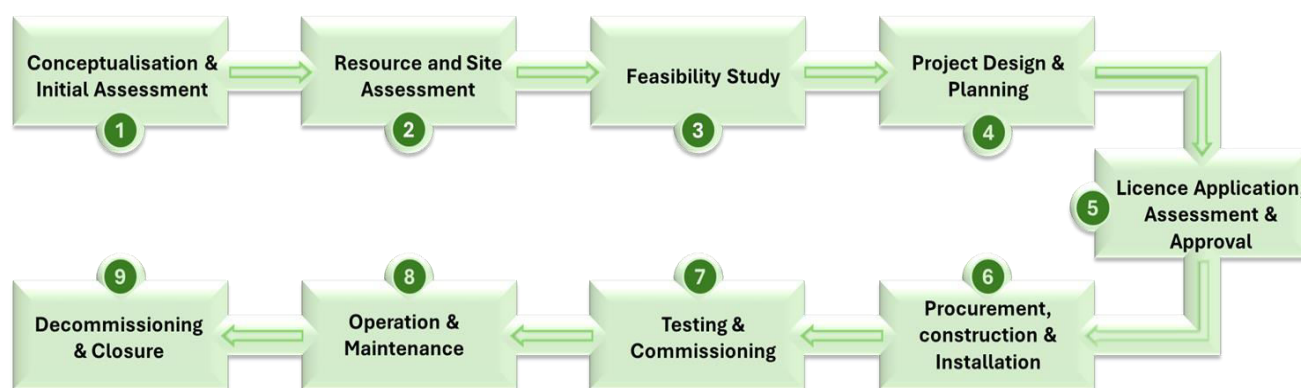 Conceptualisation &
Initial Assessment
1
Resource and Site
Assessment
2
Feasibility Study
3
Project Design &
Planning
4
Licence Application,
Assessment &
Approval
5
Procurement,
construction &
Installation
6
Testing &
Commissioning
7
Operation &
Maintenance
8
Decommissioning
& Closure
9